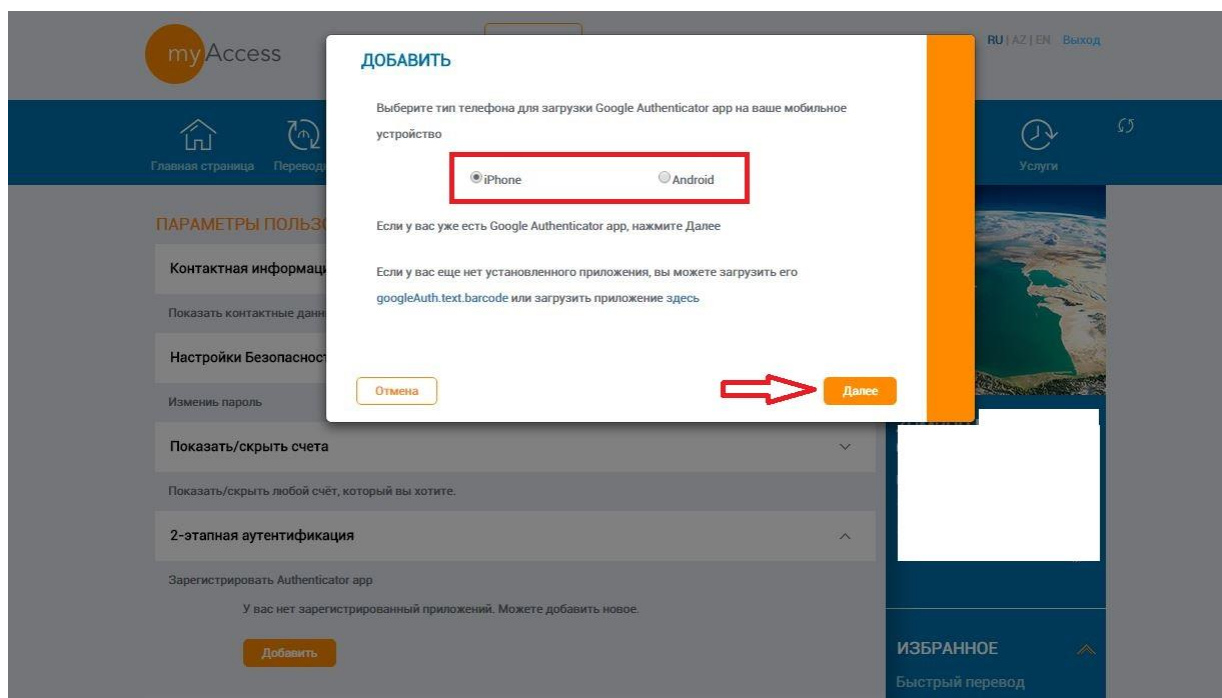 myAccess
RU | AZ | EN Выход
ДОБАВИТЬ
Выберите тип телефона для загрузки Google Authenticator app на ваше мобильное
устройство
iPhone
Android
Если у вас уже есть Google Authenticator app, нажмите Далее
Если у вас еще нет установленного приложения, вы можете загрузить его
googleAuth.text.barcode или загрузить приложение здесь
Отмена
Далее
Главная страница
Перевод
Услуги
ПАРАМЕТРЫ ПОЛЬЗО
Контактная информаци
Показать контактные данн
Настройки Безопасност
Измениь пароль
Показать/скрыть счета
Показать/скрыть любой счёт, который вы хотите.
2-этапная аутентификация
Зарегистрировать Authenticator app
У вас нет зарегистрированный приложений. Можете добавить новое.
Добавить
ИЗБРАННОЕ
Быстрый перевод